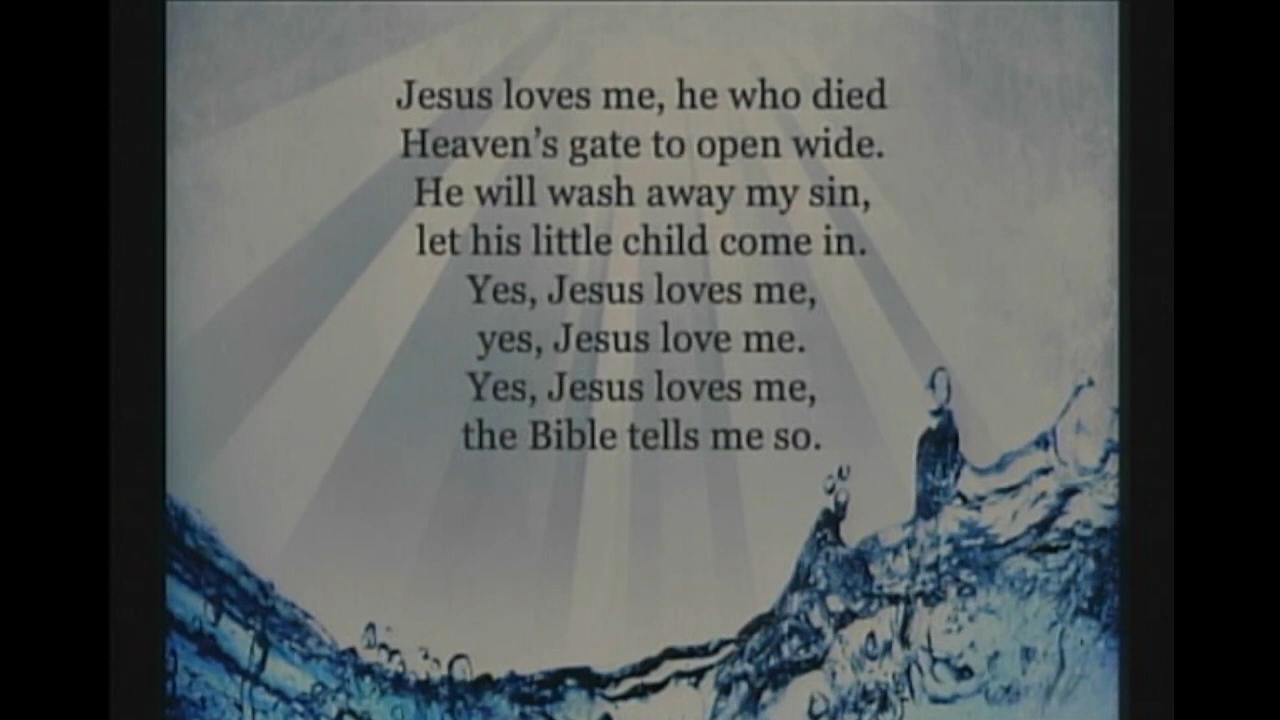 Jesus loves me, he who died
Heaven’s gate to open wide.
He will wash away my sin,
let his little child come in.
Yes, Jesus loves me,
yes, Jesus love me.
Yes, Jesus loves me,
the Bible tells me so.